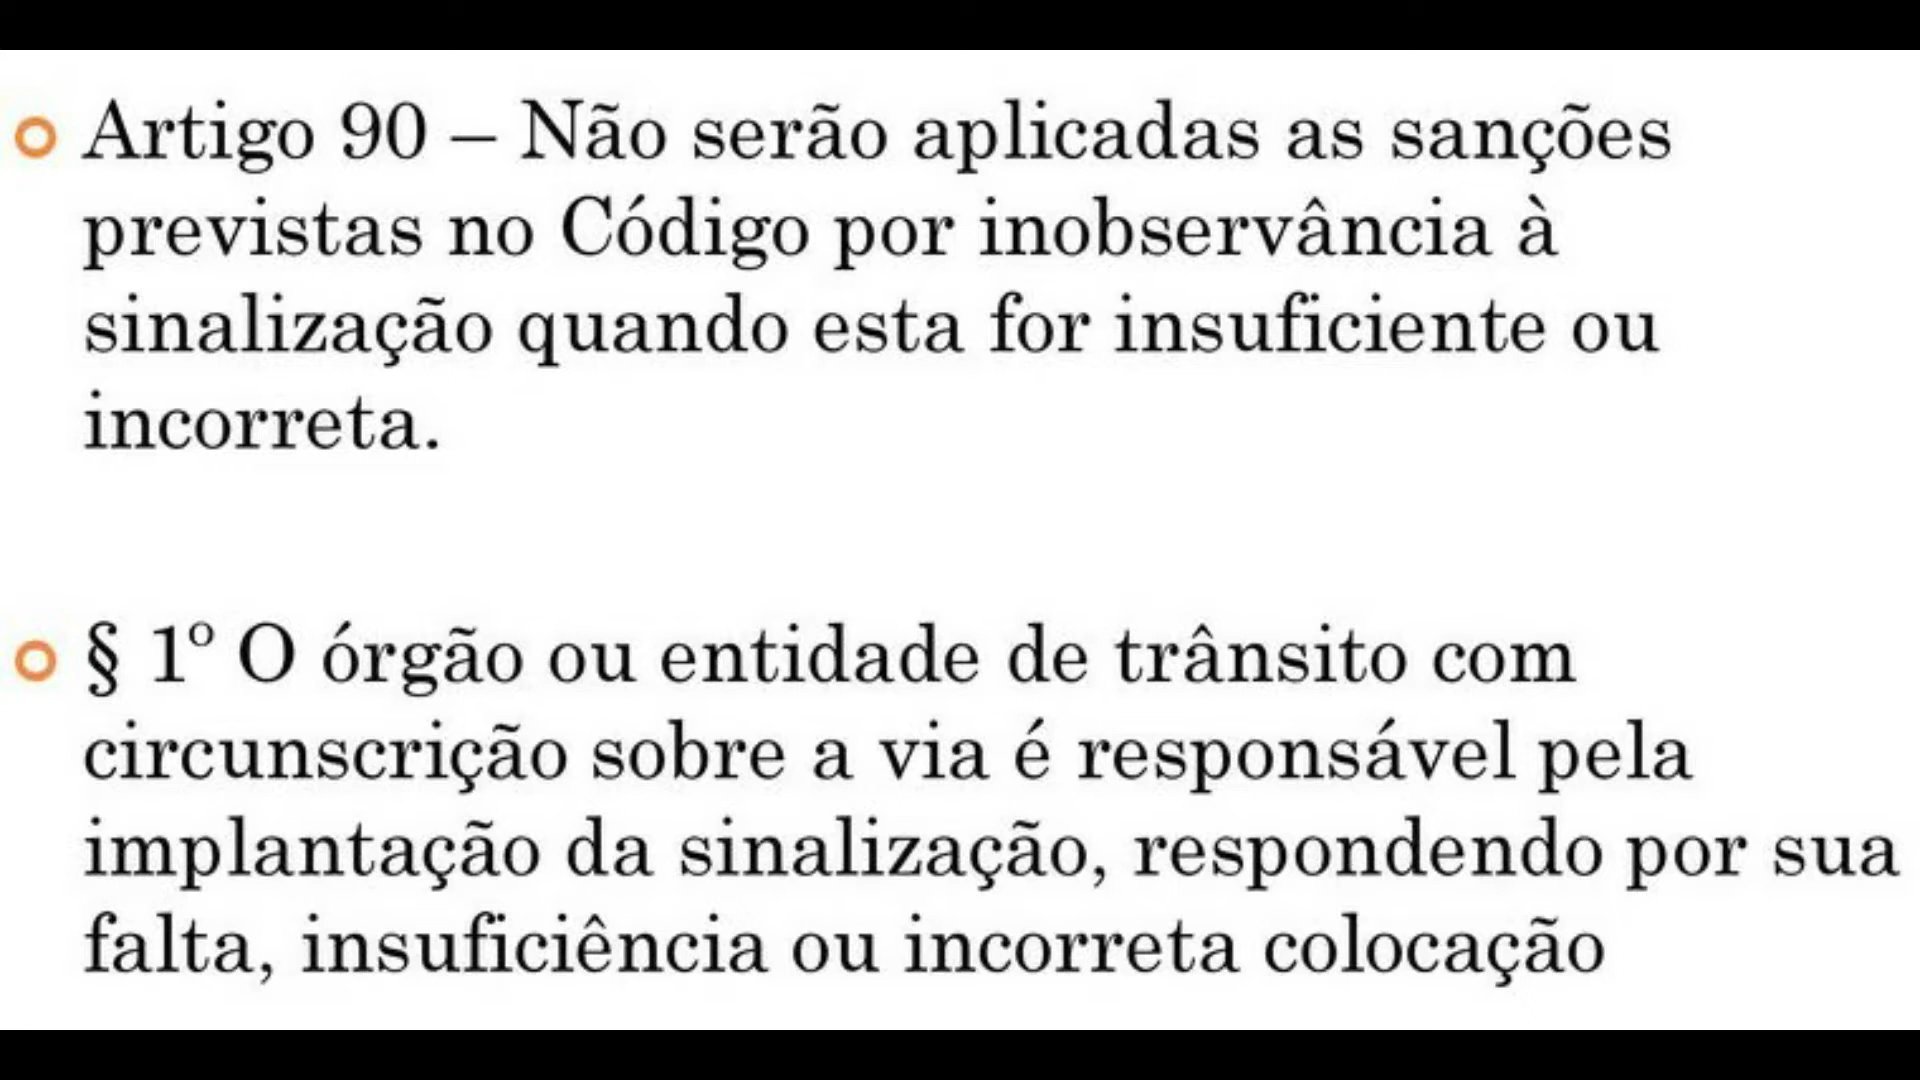 Artigo 90 – Não serão aplicadas as sanções
previstas no Código por inobservância à
sinalização quando esta for insuficiente ou
incorreta.
§ 1º O órgão ou entidade de trânsito com
circunscrição sobre a via é responsável pela
implantação da sinalização, respondendo por sua
falta, insuficiência ou incorreta colocação